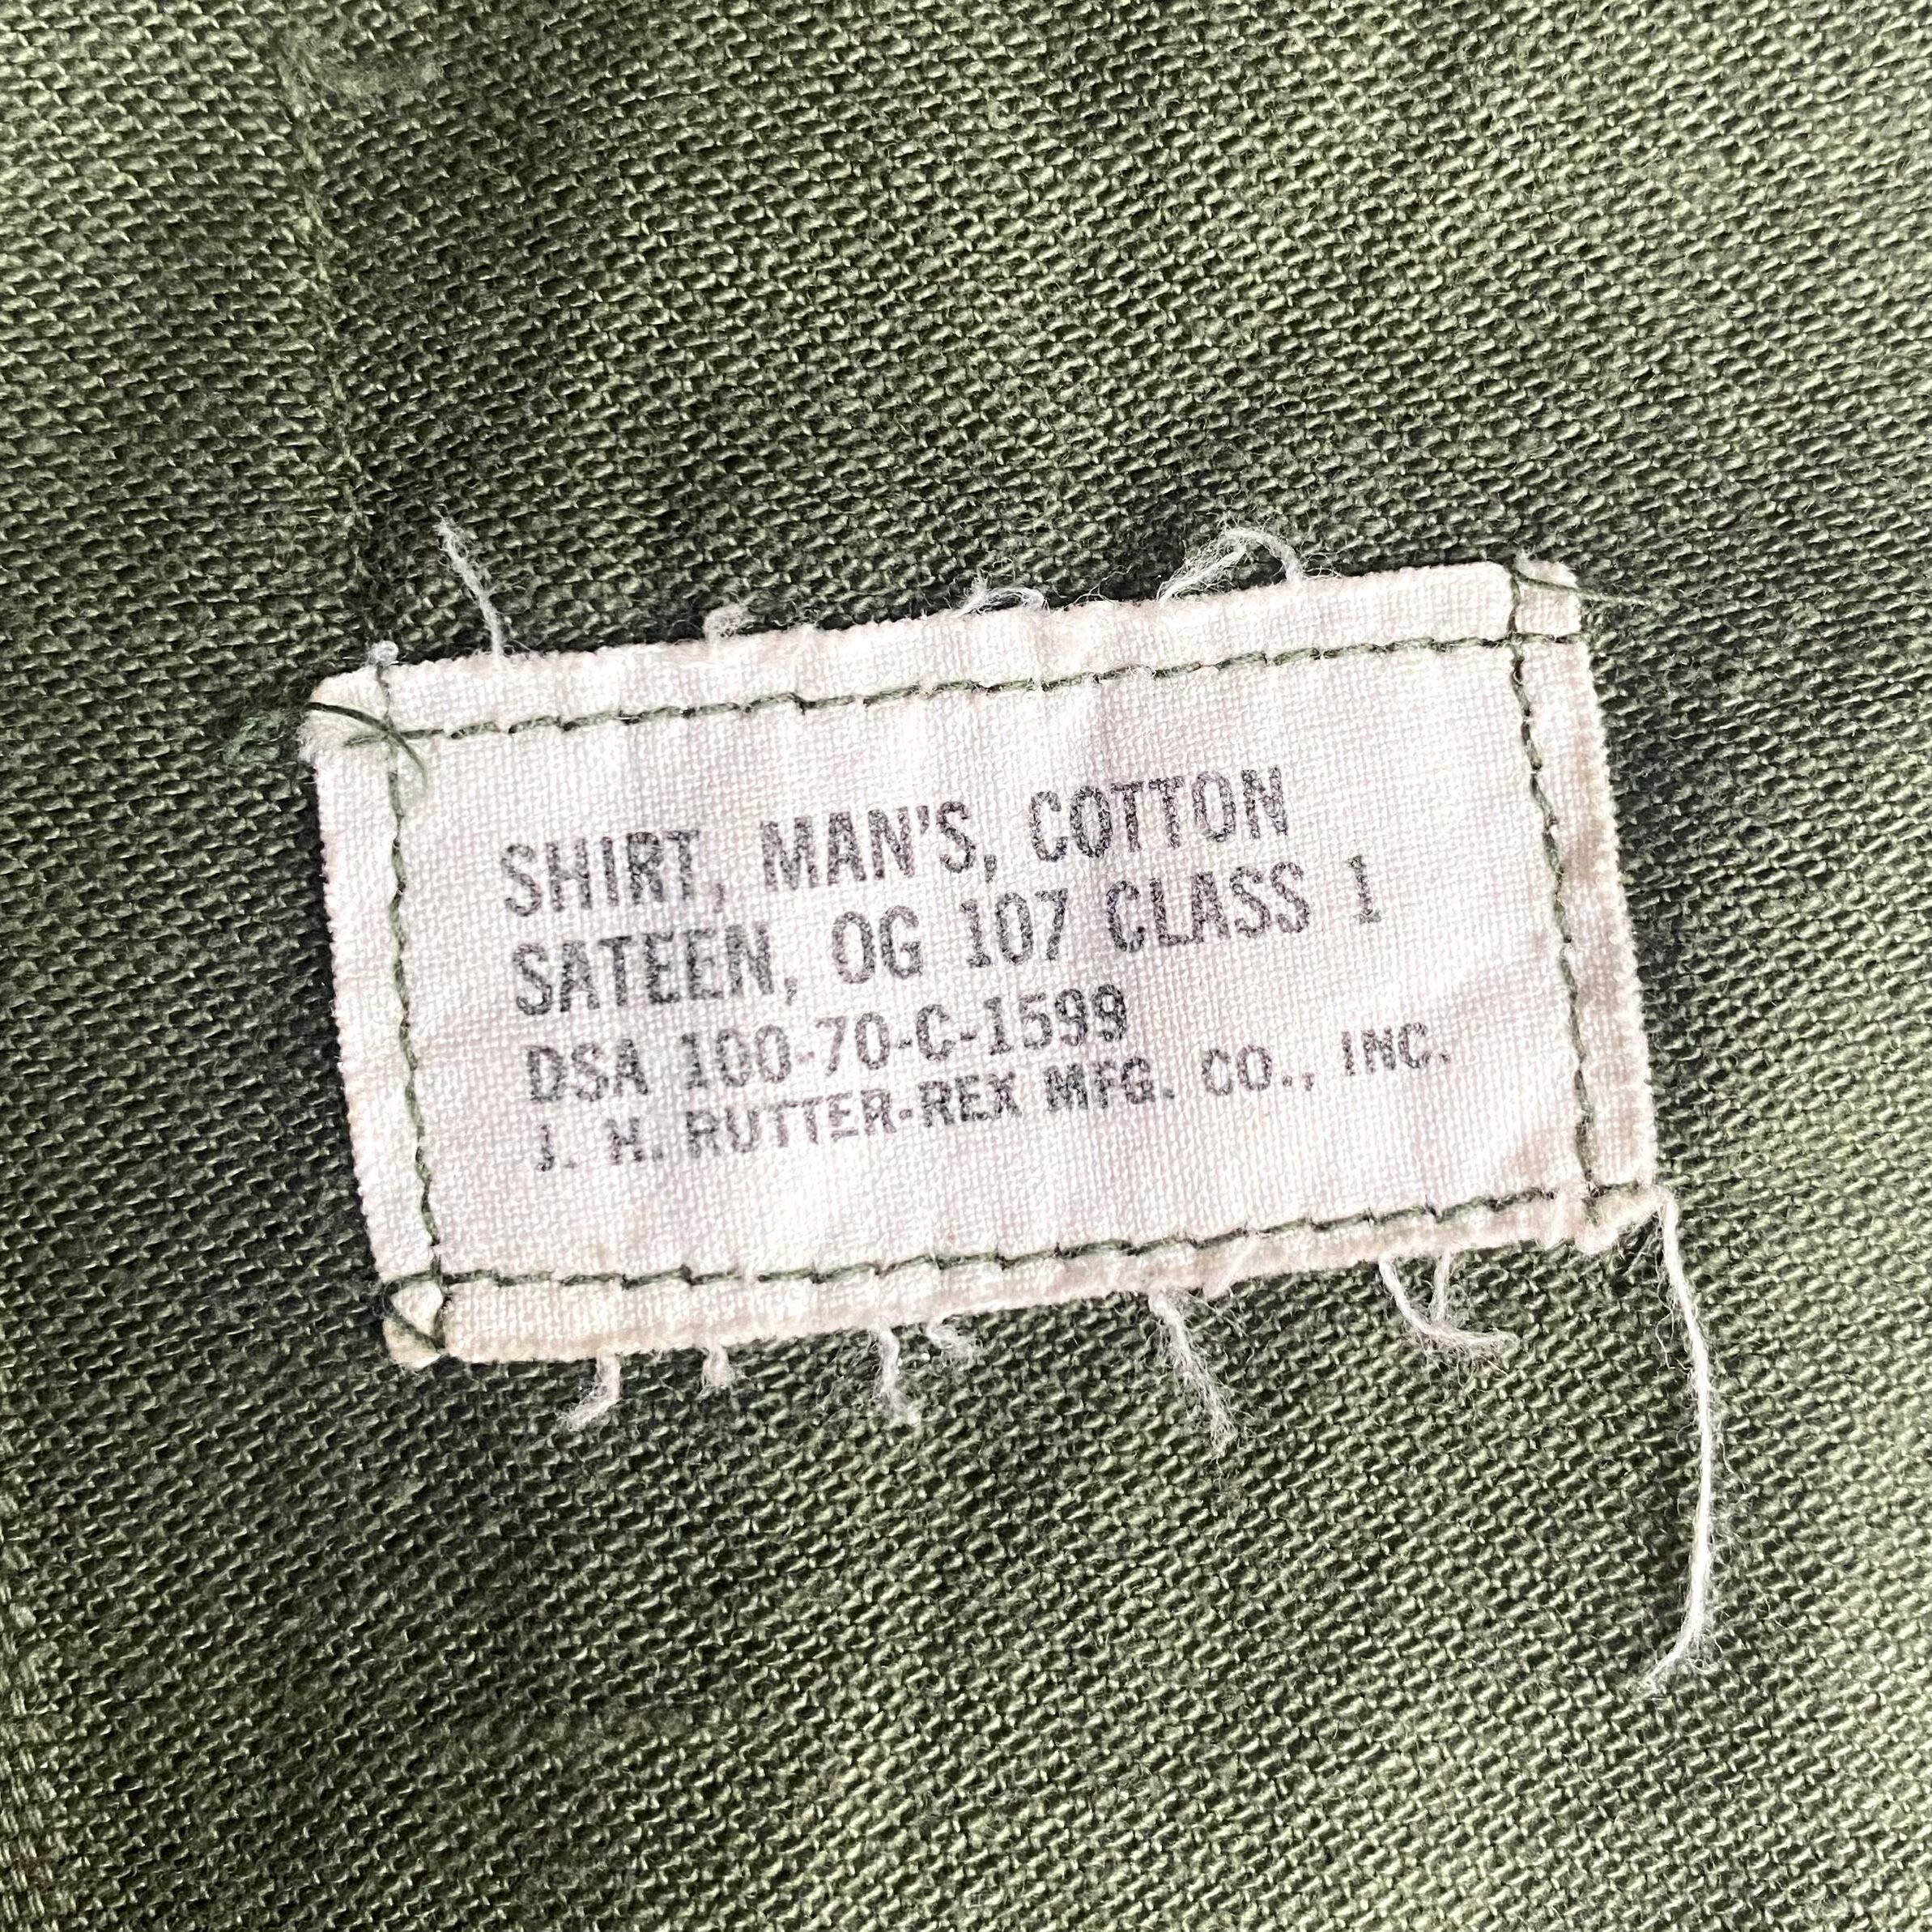 SHIRT, MAN'S, COTTON
SATEEN, OG 107 CLASS 1
DSA 100-70-C-1599
J. H. RUTTER-REX MFG. CO., INC.